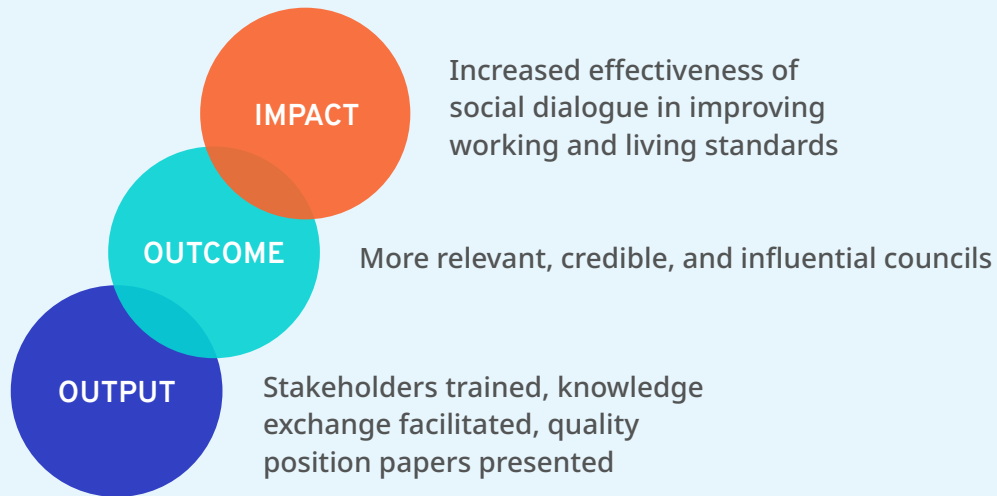 IMPACT
Increased effectiveness of
social dialogue in improving
working and living standards
OUTCOME
More relevant, credible, and influential councils
OUTPUT
Stakeholders trained, knowledge
exchange facilitated, quality
position papers presented